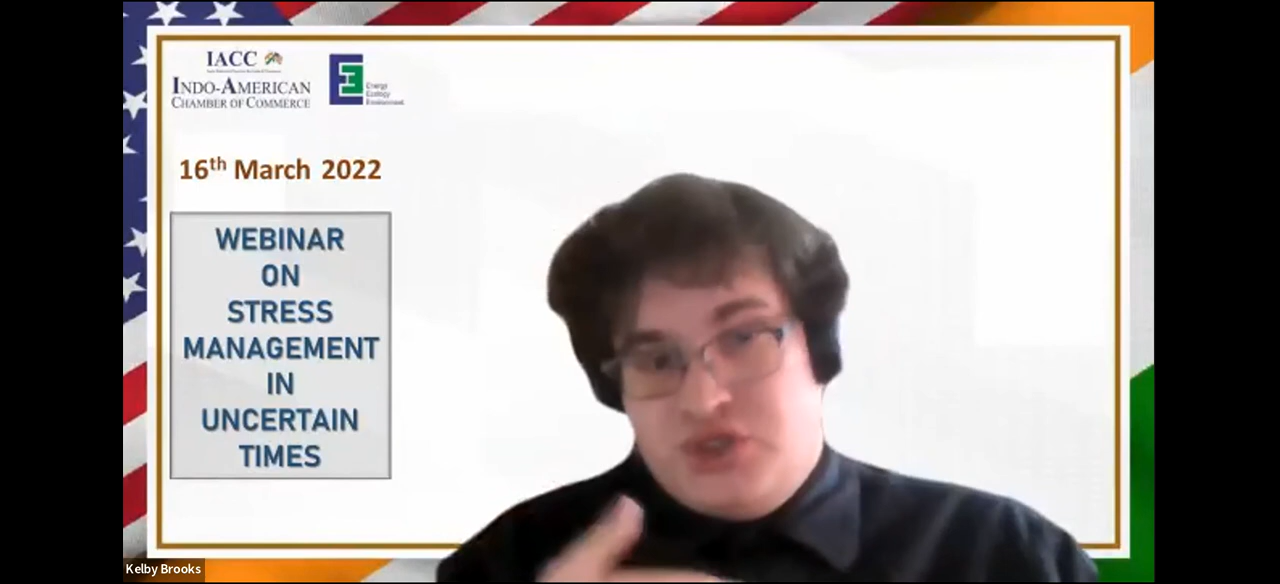 IACC
INDO-AMERICAN
CHAMBER OF COMMERCE
Energy
Ecology
Environment
16th March 2022
WEBINAR
ON
STRESS
MANAGEMENT
IN
UNCERTAIN
TIMES
Kelby Brooks